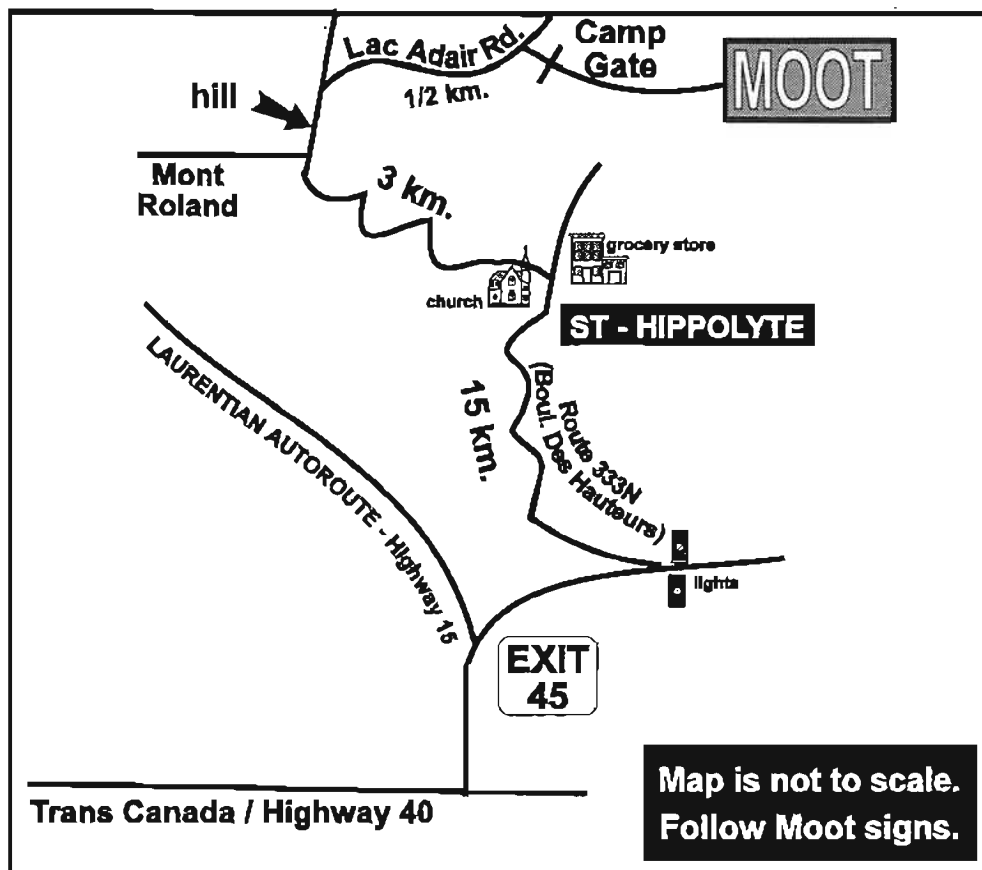 Lac Adair Rd.
1/2 km.
Camp
Gate
MOOT
hill
Mont
Roland
3 km.
grocery store
church
ST - HIPPOLYTE
LAURENTIAN AUTOROUTE - Highway 15
15 km.
Route 333N
(Boul. Des Hauteurs)
lights
EXIT
45
Map is not to scale.
Follow Moot signs.
Trans Canada / Highway 40